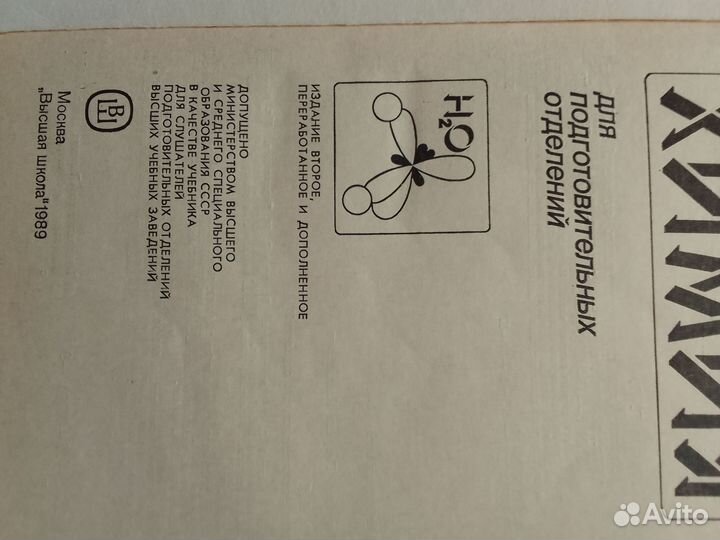 ХИМИЯ
для
подготовительных
отделений
H₂O
ИЗДАНИЕ ВТОРОЕ,
ПЕРЕРАБОТАННОЕ И ДОПОЛНЕННОЕ
ДОПУЩЕНО
МИНИСТЕРСТВОМ ВЫСШЕГО
И СРЕДНЕГО СПЕЦИАЛЬНОГО
ОБРАЗОВАНИЯ СССР
В КАЧЕСТВЕ УЧЕБНИКА
ДЛЯ СЛУШАТЕЛЕЙ
ПОДГОТОВИТЕЛЬНЫХ ОТДЕЛЕНИЙ
ВЫСШИХ УЧЕБНЫХ ЗАВЕДЕНИЙ
ВШ
Москва
„Высшая школа“1989
Avito